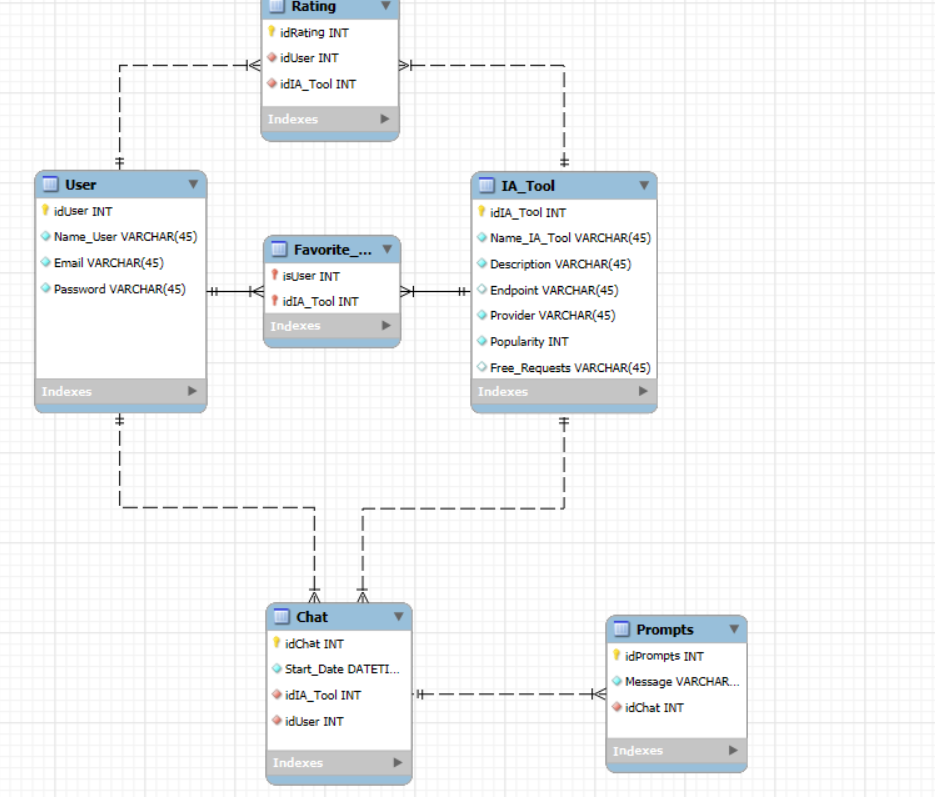 Rating
idRating INT
idUser INT
idIA_Tool INT
Indexes
User
idUser INT
Name_User VARCHAR(45)
Email VARCHAR(45)
Password VARCHAR(45)
Indexes
Favorite_...
isUser INT
idIA_Tool INT
Indexes
IA_Tool
idIA_Tool INT
Name_IA_Tool VARCHAR(45)
Description VARCHAR(45)
Endpoint VARCHAR(45)
Provider VARCHAR(45)
Popularity INT
Free_Requests VARCHAR(45)
Indexes
Chat
idChat INT
Start_Date DATETI...
idIA_Tool INT
idUser INT
Indexes
Prompts
idPrompts INT
Message VARCHAR...
idChat INT
Indexes